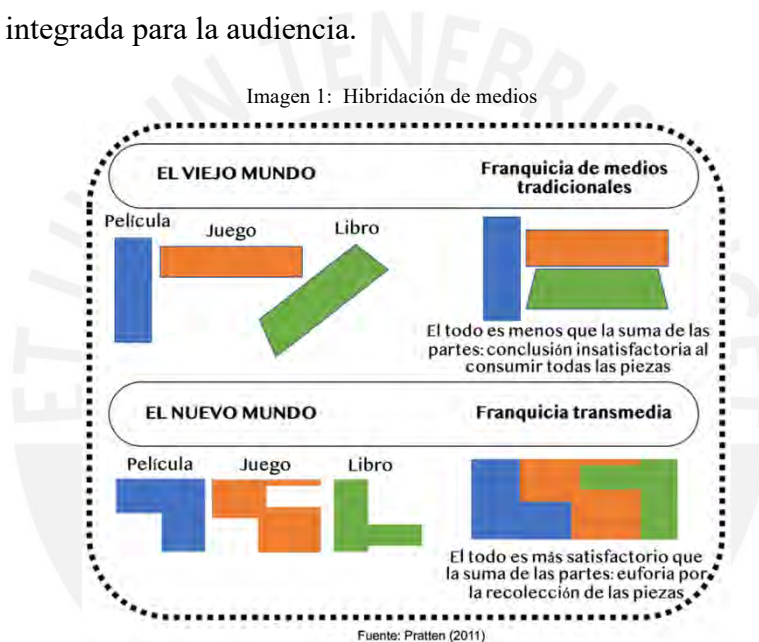 integrada para la audiencia.
Imagen 1: Hibridación de medios
EL VIEJO MUNDO
Franquicia de medios
tradicionales
Película
Juego
Libro
El todo es menos que la suma de las
partes: conclusión insatisfactoria al
consumir todas las piezas
EL NUEVO MUNDO
Franquicia transmedia
Película
Juego
Libro
El todo es más satisfactorio que
la suma de las partes: euforia por
la recolección de las piezas
Fuente: Pratten (2011)